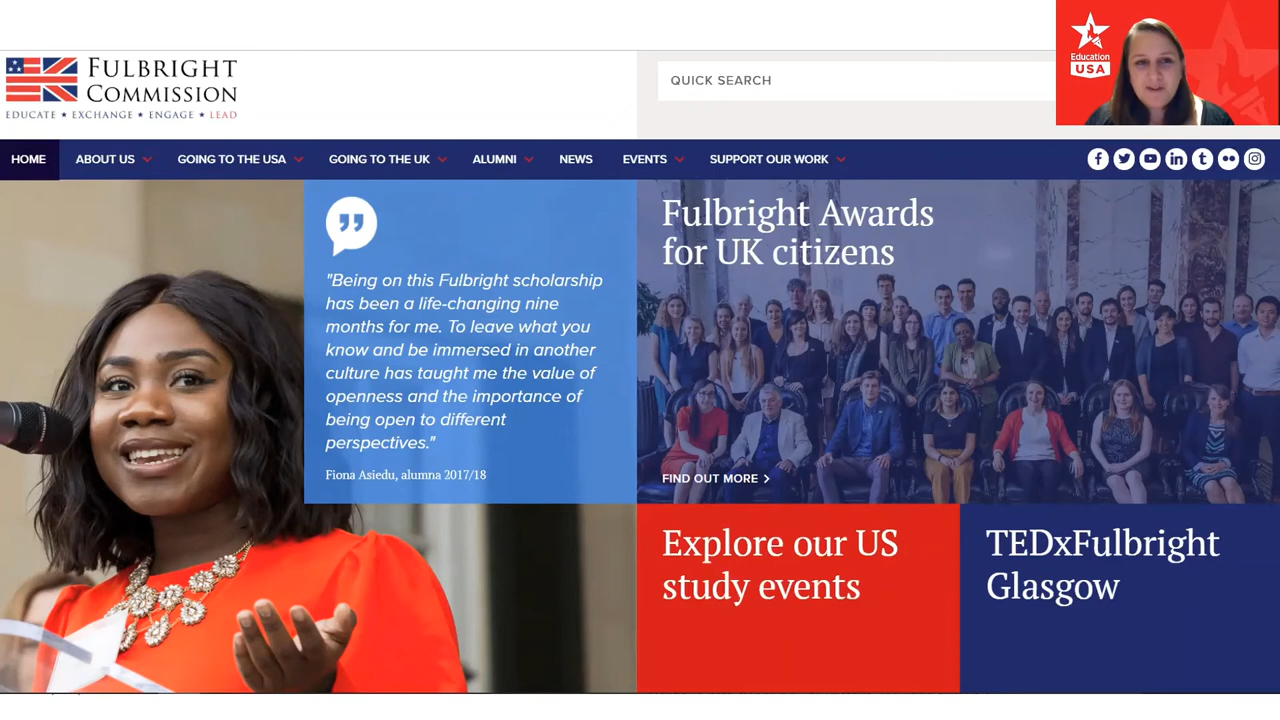 FULBRIGHT
COMMISSION
EDUCATE ★ EXCHANGE ★ ENGAGE ★ LEAD
QUICK SEARCH
Education
USA
HOME
ABOUT US
GOING TO THE USA
GOING TO THE UK
ALUMNI
NEWS
EVENTS
SUPPORT OUR WORK
"Being on this Fulbright scholarship
has been a life-changing nine
months for me. To leave what you
know and be immersed in another
culture has taught me the value of
openness and the importance of
being open to different
perspectives."
Fiona Asiedu, alumna 2017/18
Fulbright Awards
for UK citizens
FIND OUT MORE >
Explore our US
study events
TEDxFulbright
Glasgow